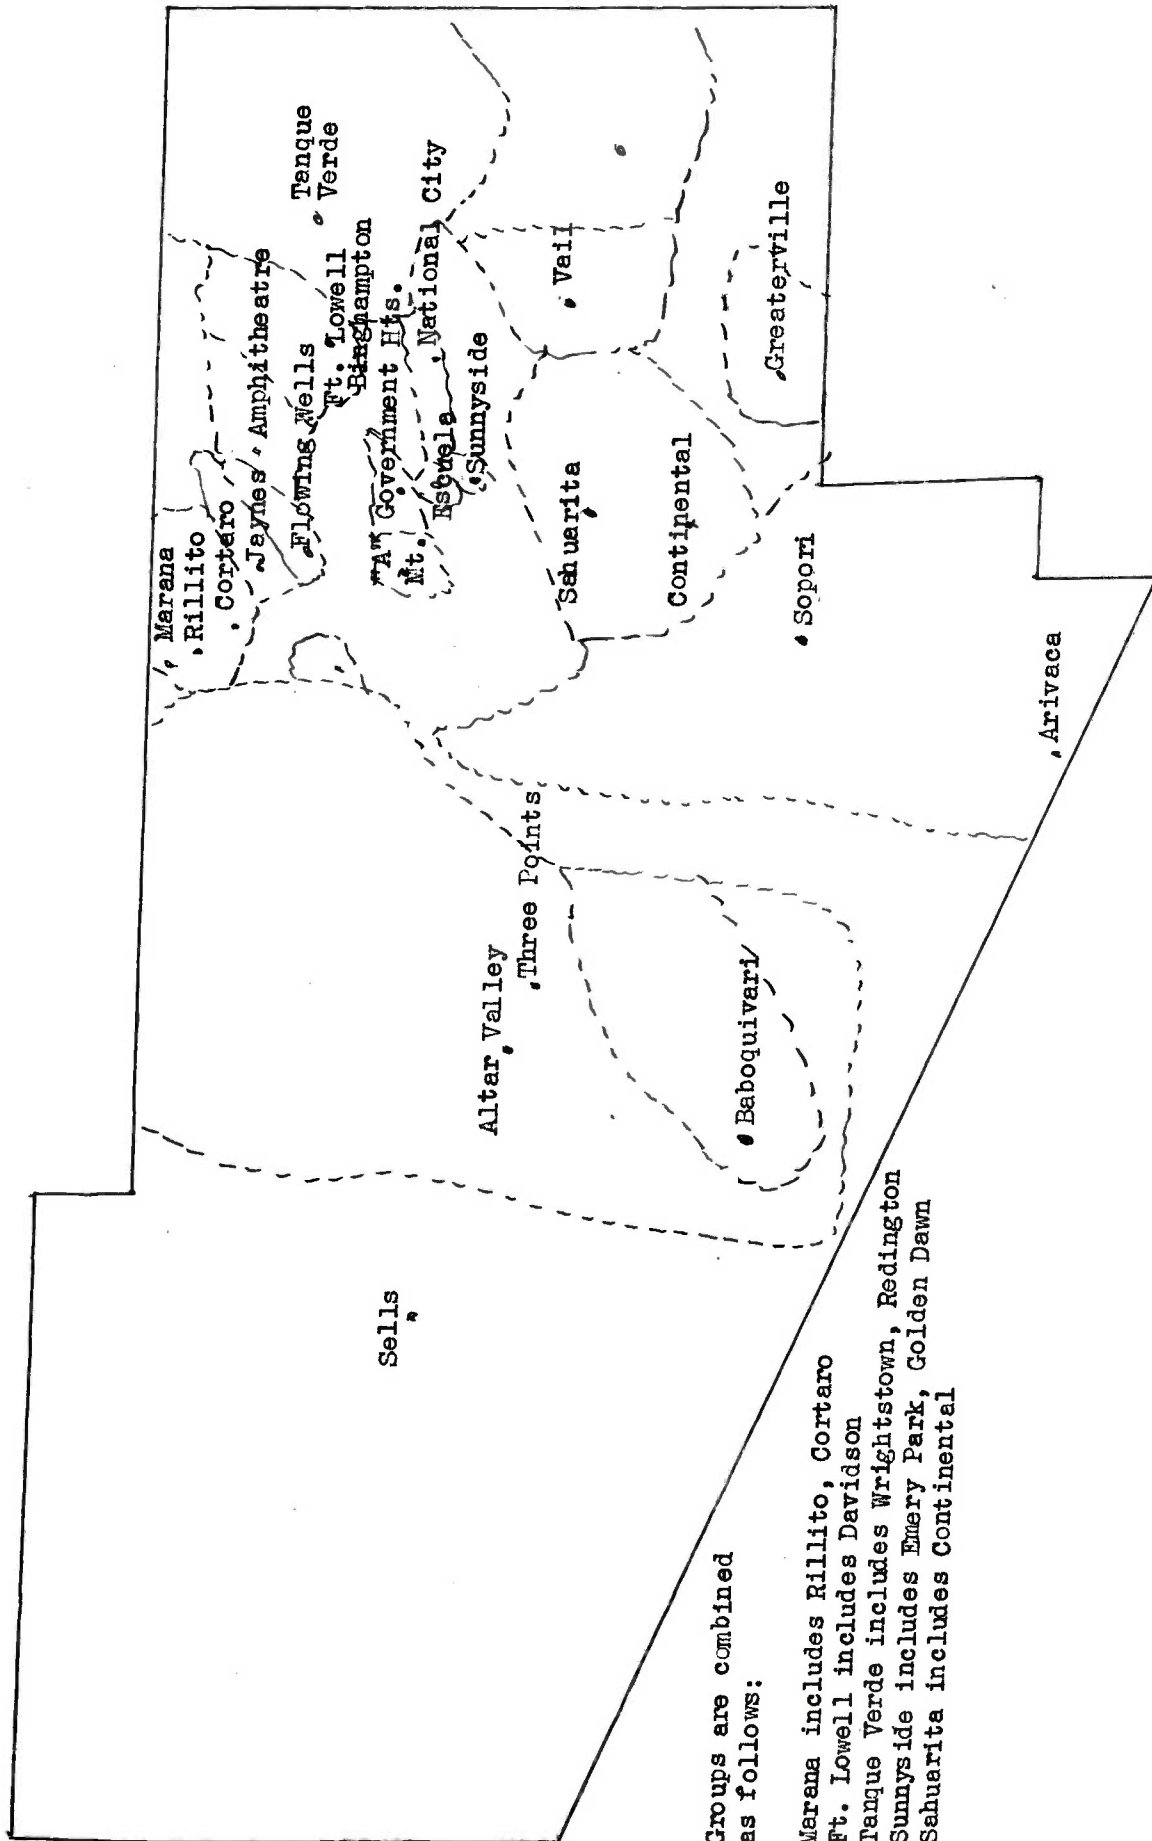 Marana
Rillito
Cortaro
Jaynes
Amphitheatre
Flowing Wells
Ft. Lowell
Binghampton
Tanque
Verde
"A"
Mt.
Government Hts.
National City
Escuela
Sunnyside
Vail
Sahuarita
Continental
Greaterville
Sopori
Arivaca
Three Points
Altar Valley
Baboquivari
Sells
Groups are combined
as follows:
Marana includes Rillito, Cortaro
Ft. Lowell includes Davidson
Tanque Verde includes Wrightstown, Redington
Sunnyside includes Emery Park, Golden Dawn
Sahuarita includes Continental